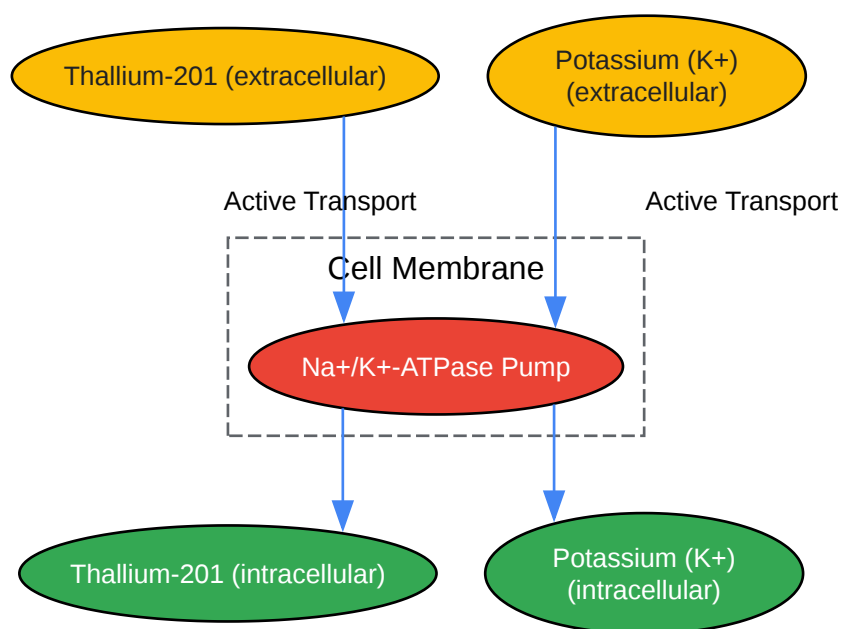 Thallium-201 (extracellular)
Potassium (K+)
(extracellular)
Active Transport
Active Transport
Cell Membrane
Na+/K+-ATPase Pump
Thallium-201 (intracellular)
Potassium (K+)
(intracellular)